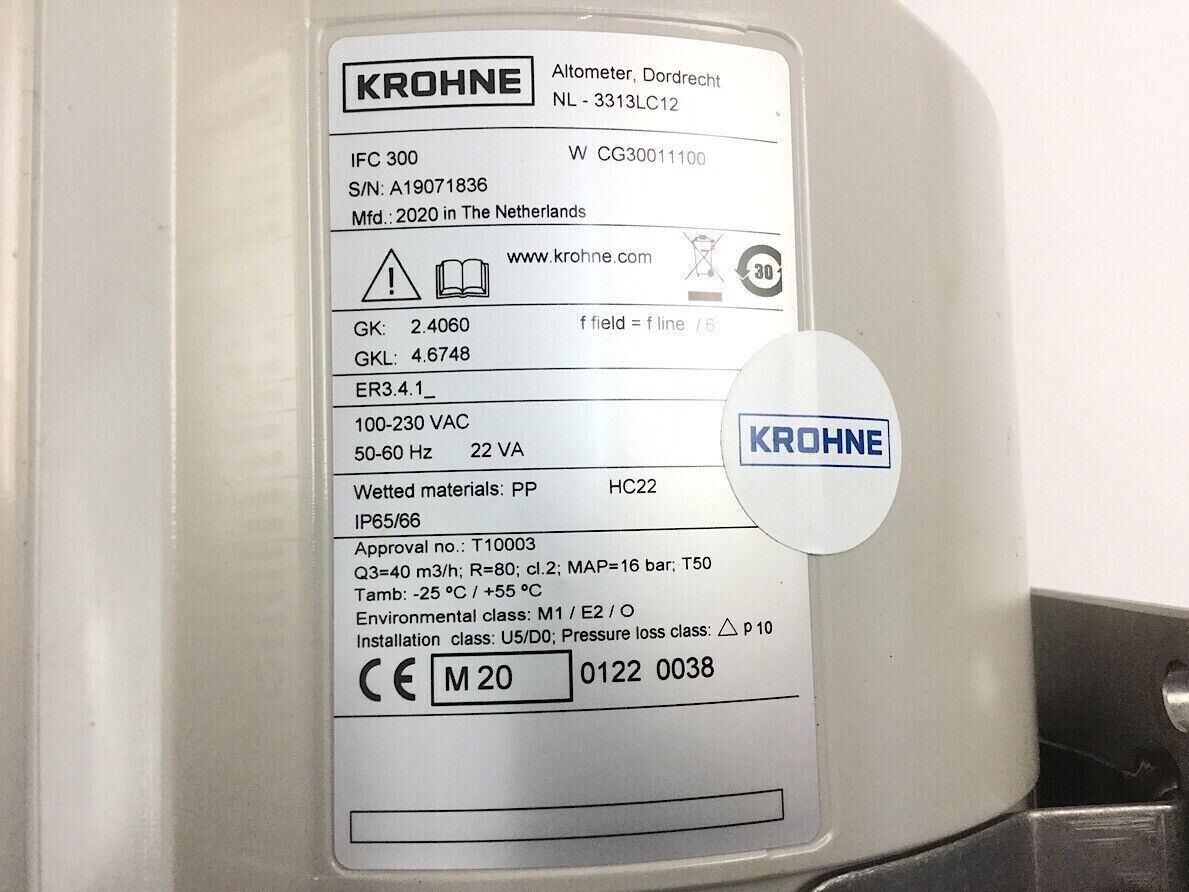 KROHNE
Altometer, Dordrecht
NL - 3313LC12
IFC 300 W CG30011100
S/N: A19071836
Mfd.: 2020 in The Netherlands
www.krohne.com
30
GK: 2.4060 f field = f line / 6
GKL: 4.6748
ER3.4.1_
100-230 VAC
50-60 Hz 22 VA
KROHNE
Wetted materials: PP HC22
IP65/66
Approval no.: T10003
Q3=40 m3/h; R=80; cl.2; MAP=16 bar; T50
Tamb: -25 ºC / +55 ºC
Environmental class: M1 / E2 / O
Installation class: U5/D0; Pressure loss class: △ p 10
CE M 20 0122 0038